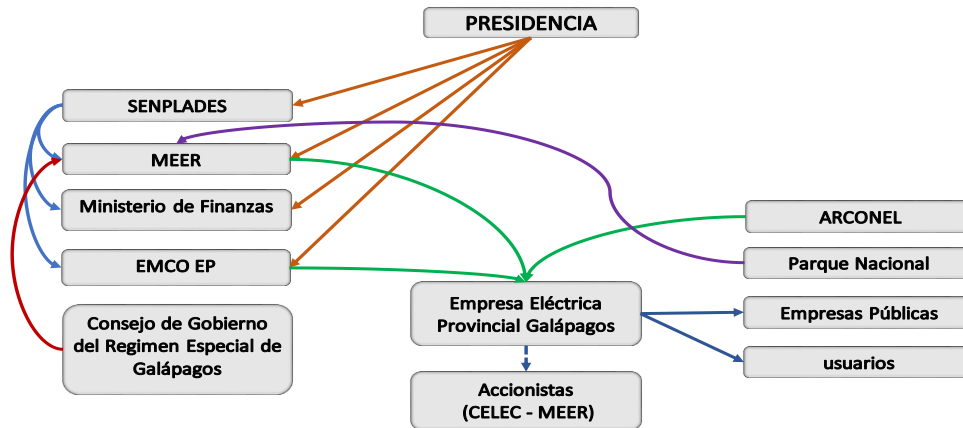 PRESIDENCIA
SENPLADES
MEER
Ministerio de Finanzas
EMCO EP
Consejo de Gobierno
del Regimen Especial de
Galápagos
Empresa Eléctrica
Provincial Galápagos
Accionistas
(CELEC - MEER)
ARCONEL
Parque Nacional
Empresas Públicas
usuarios